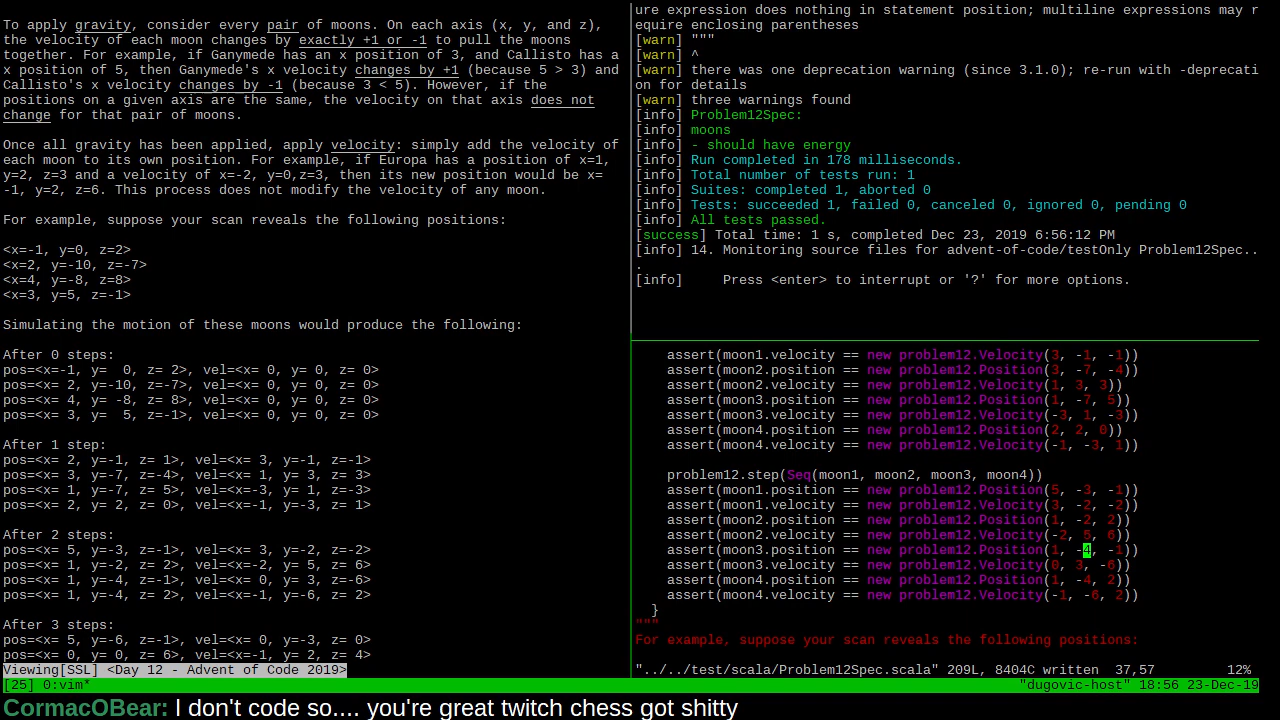 To apply gravity, consider every pair of moons. On each axis (x, y, and z),
the velocity of each moon changes by exactly +1 or -1 to pull the moons
together. For example, if Ganymede has an x position of 3, and Callisto has a
x position of 5, then Ganymede's x velocity changes by +1 (because 5 > 3) and
Callisto's x velocity changes by -1 (because 3 < 5). However, if the
positions on a given axis are the same, the velocity on that axis does not
change for that pair of moons.
Once all gravity has been applied, apply velocity: simply add the velocity of
each moon to its own position. For example, if Europa has a position of x=1,
y=2, z=3 and a velocity of x=-2, y=0,z=3, then its new position would be x=
-1, y=2, z=6. This process does not modify the velocity of any moon.
For example, suppose your scan reveals the following positions:
<x=-1, y=0, z=2>
<x=2, y=-10, z=-7>
<x=4, y=-8, z=8>
<x=3, y=5, z=-1>
Simulating the motion of these moons would produce the following:
After 0 steps:
pos=<x=-1, y=  0, z= 2>, vel=<x= 0, y= 0, z= 0>
pos=<x= 2, y=-10, z=-7>, vel=<x= 0, y= 0, z= 0>
pos=<x= 4, y= -8, z= 8>, vel=<x= 0, y= 0, z= 0>
pos=<x= 3, y=  5, z=-1>, vel=<x= 0, y= 0, z= 0>
After 1 step:
pos=<x= 2, y=-1, z= 1>, vel=<x= 3, y=-1, z=-1>
pos=<x= 3, y=-7, z=-4>, vel=<x= 1, y= 3, z= 3>
pos=<x= 1, y=-7, z= 5>, vel=<x=-3, y= 1, z=-3>
pos=<x= 2, y= 2, z= 0>, vel=<x=-1, y=-3, z= 1>
After 2 steps:
pos=<x= 5, y=-3, z=-1>, vel=<x= 3, y=-2, z=-2>
pos=<x= 1, y=-2, z= 2>, vel=<x=-2, y= 5, z= 6>
pos=<x= 1, y=-4, z=-1>, vel=<x= 0, y= 3, z=-6>
pos=<x= 1, y=-4, z= 2>, vel=<x=-1, y=-6, z= 2>
After 3 steps:
pos=<x= 5, y=-6, z=-1>, vel=<x= 0, y=-3, z= 0>
pos=<x= 0, y= 0, z= 6>, vel=<x=-1, y= 2, z= 4>
Viewing[SSL] <Day 12 - Advent of Code 2019>
ure expression does nothing in statement position; multiline expressions may r
equire enclosing parentheses
[warn] """
[warn] ^
[warn] there was one deprecation warning (since 3.1.0); re-run with -deprecati
on for details
[warn] three warnings found
[info] Problem12Spec:
[info] moons
[info] - should have energy
[info] Run completed in 178 milliseconds.
[info] Total number of tests run: 1
[info] Suites: completed 1, aborted 0
[info] Tests: succeeded 1, failed 0, canceled 0, ignored 0, pending 0
[info] All tests passed.
[success] Total time: 1 s, completed Dec 23, 2019 6:56:12 PM
[info] 14. Monitoring source files for advent-of-code/testOnly Problem12Spec..
.
[info]     Press <enter> to interrupt or '?' for more options.
assert(moon1.velocity == new problem12.Velocity(3, -1, -1))
assert(moon2.position == new problem12.Position(3, -7, -4))
assert(moon2.velocity == new problem12.Velocity(1, 3, 3))
assert(moon3.position == new problem12.Position(1, -7, 5))
assert(moon3.velocity == new problem12.Velocity(-3, 1, -3))
assert(moon4.position == new problem12.Position(2, 2, 0))
assert(moon4.velocity == new problem12.Velocity(-1, -3, 1))
problem12.step(Seq(moon1, moon2, moon3, moon4))
assert(moon1.position == new problem12.Position(5, -3, -1))
assert(moon1.velocity == new problem12.Velocity(3, -2, -2))
assert(moon2.position == new problem12.Position(1, -2, 2))
assert(moon2.velocity == new problem12.Velocity(-2, 5, 6))
assert(moon3.position == new problem12.Position(1, -4, -1))
assert(moon3.velocity == new problem12.Velocity(0, 3, -6))
assert(moon4.position == new problem12.Position(1, -4, 2))
assert(moon4.velocity == new problem12.Velocity(-1, -6, 2))
}
"""
For example, suppose your scan reveals the following positions:
"../../test/scala/Problem12Spec.scala" 209L, 8404C written  37,57         12%
[25] 0:vim*
"dugovic-host" 18:56 23-Dec-19
CormacOBear: I don't code so.... you're great twitch chess got shitty